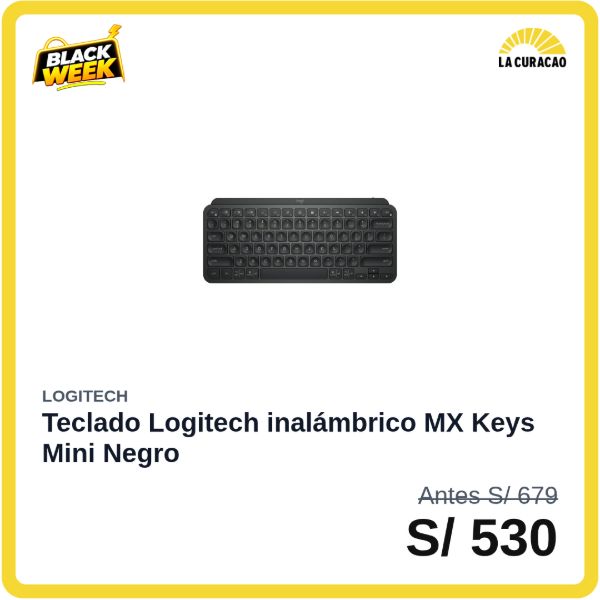 BLACK
WEEK
LA CURACAO
LOGITECH
Teclado Logitech inalámbrico MX Keys
Mini Negro
Antes S/ 679
S/ 530